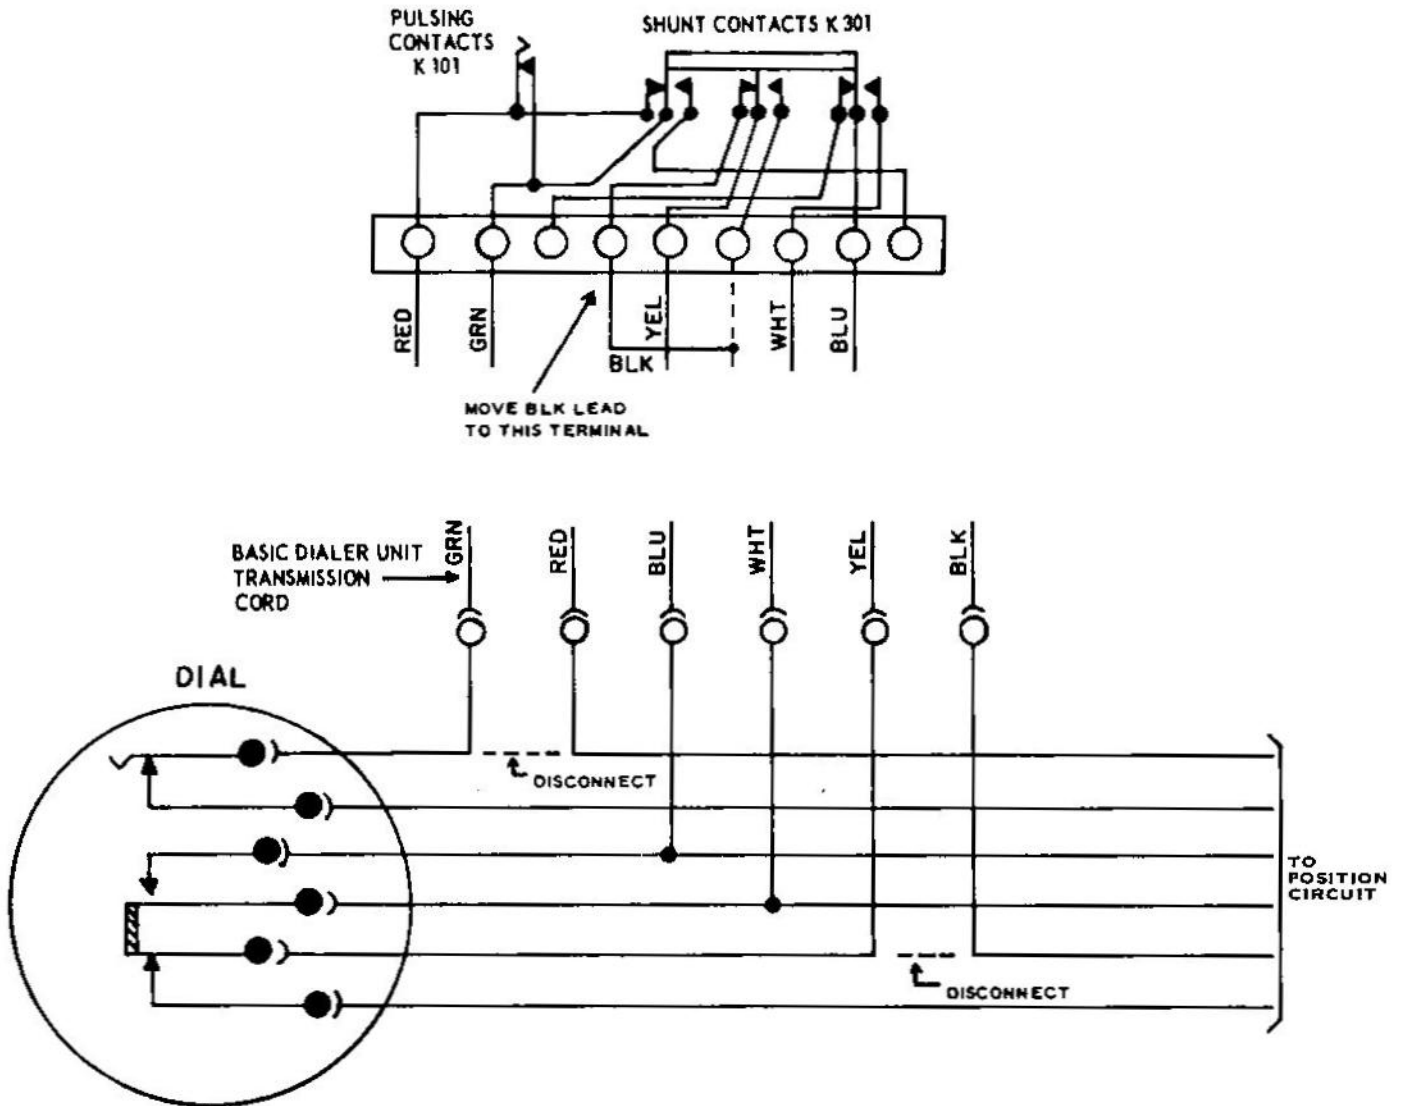 PULSING
CONTACTS
K 101
SHUNT CONTACTS K 301
RED
GRN
BLK
YEL
WHT
BLU
MOVE BLK LEAD
TO THIS TERMINAL
BASIC DIALER UNIT
TRANSMISSION
CORD
GRN
RED
BLU
WHT
YEL
BLK
DIAL
DISCONNECT
DISCONNECT
TO
POSITION
CIRCUIT